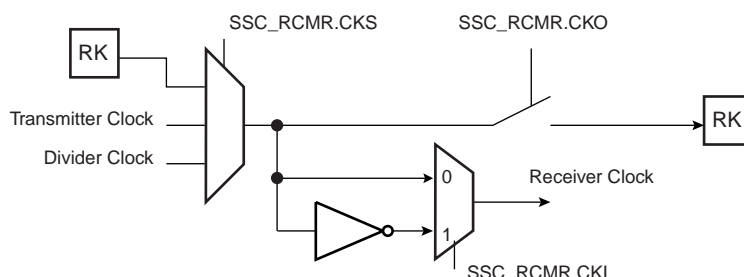 SSC_RCMR.CKS
SSC_RCMR.CKO
RK
Transmitter Clock
RK
Divider Clock
0
Receiver Clock
1
SSC_RCMR.CKI